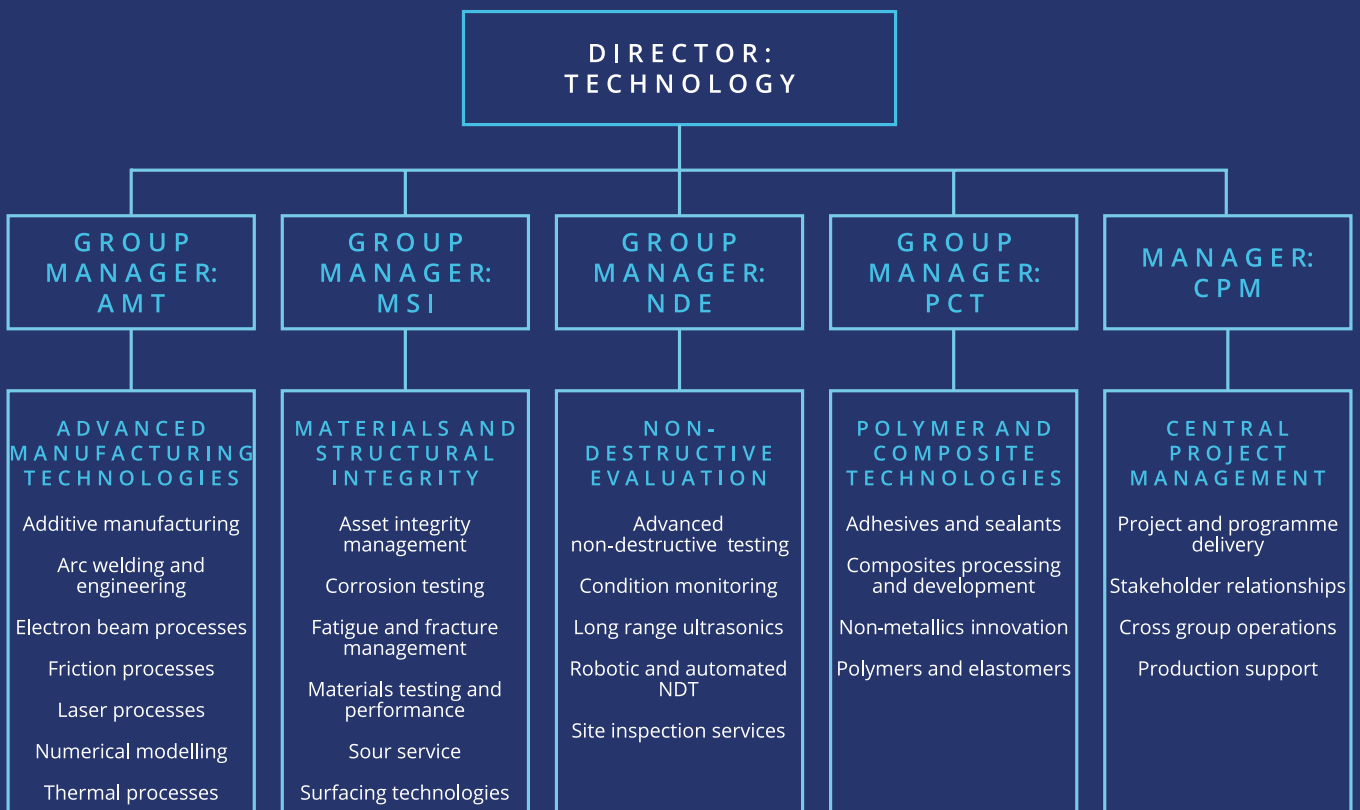 DIRECTOR:
TECHNOLOGY
GROUP
MANAGER:
AMT
GROUP
MANAGER:
MSI
GROUP
MANAGER:
NDE
GROUP
MANAGER:
PCT
MANAGER:
CPM
ADVANCED
MANUFACTURING
TECHNOLOGIES
Additive manufacturing
Arc welding and
engineering
Electron beam processes
Friction processes
Laser processes
Numerical modelling
Thermal processes
MATERIALS AND
STRUCTURAL
INTEGRITY
Asset integrity
management
Corrosion testing
Fatigue and fracture
management
Materials testing and
performance
Sour service
Surfacing technologies
NON-
DESTRUCTIVE
EVALUATION
Advanced
non-destructive testing
Condition monitoring
Long range ultrasonics
Robotic and automated
NDT
Site inspection services
POLYMER AND
COMPOSITE
TECHNOLOGIES
Adhesives and sealants
Composites processing
and development
Non-metallics innovation
Polymers and elastomers
CENTRAL
PROJECT
MANAGEMENT
Project and programme
delivery
Stakeholder relationships
Cross group operations
Production support